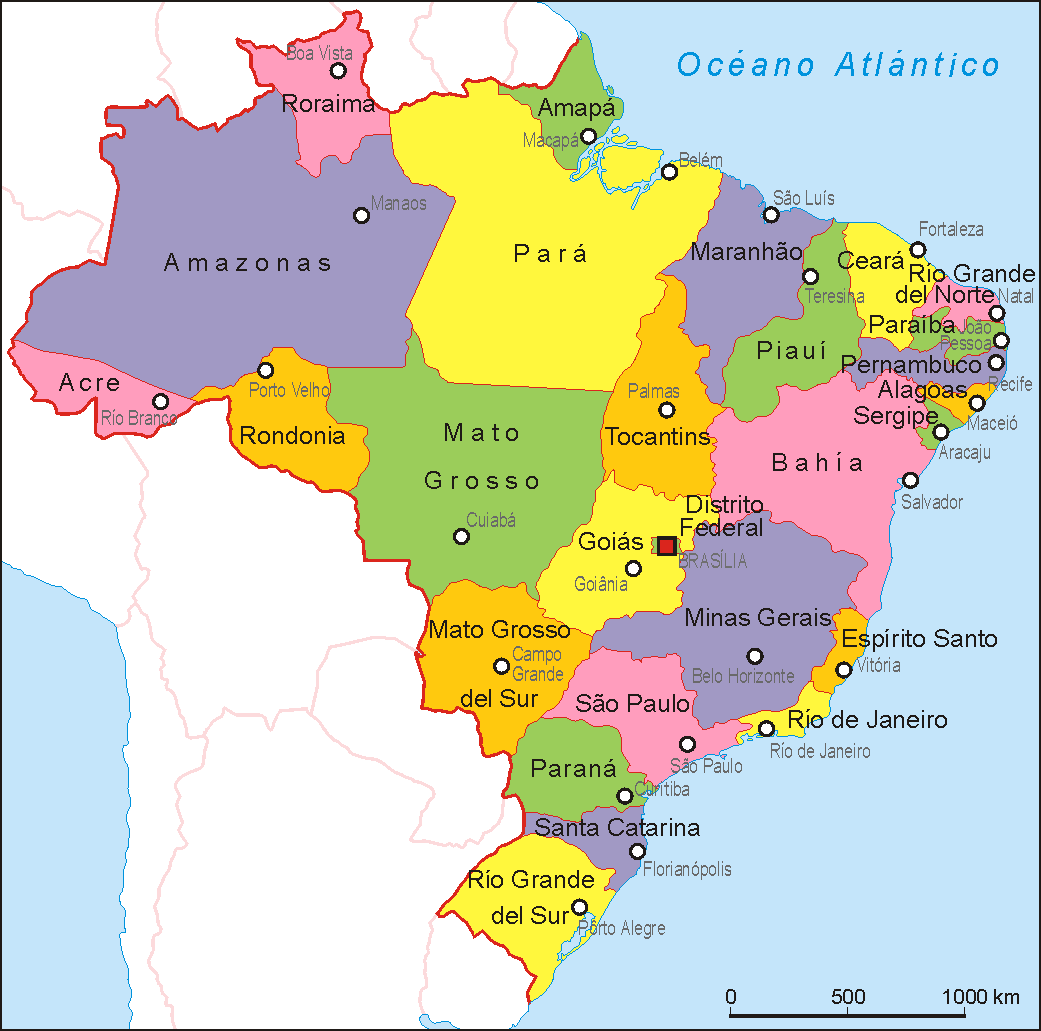 Océano Atlántico
Boa Vista
Roraima
Amapá
Macapá
Belém
Manaos
São Luís
Fortaleza
Amazonas
Pará
Maranhão
Ceará
Río Grande
del Norte
Natal
Teresina
Paraíba
João
Pessoa
Piauí
Pernambuco
Recife
Acre
Río Branco
Porto Velho
Rondonia
Palmas
Tocantins
Alagoas
Maceió
Sergipe
Aracaju
Mato
Grosso
Cuiabá
Bahía
Salvador
Distrito
Federal
BRASÍLIA
Goiás
Goiânia
Minas Gerais
Belo Horizonte
Espírito Santo
Vitória
Mato Grosso
Campo
Grande
del Sur
São Paulo
São Paulo
Río de Janeiro
Río de Janeiro
Paraná
Curitiba
Santa Catarina
Florianópolis
Río Grande
del Sur
Pôrto Alegre
0 500 1000 km